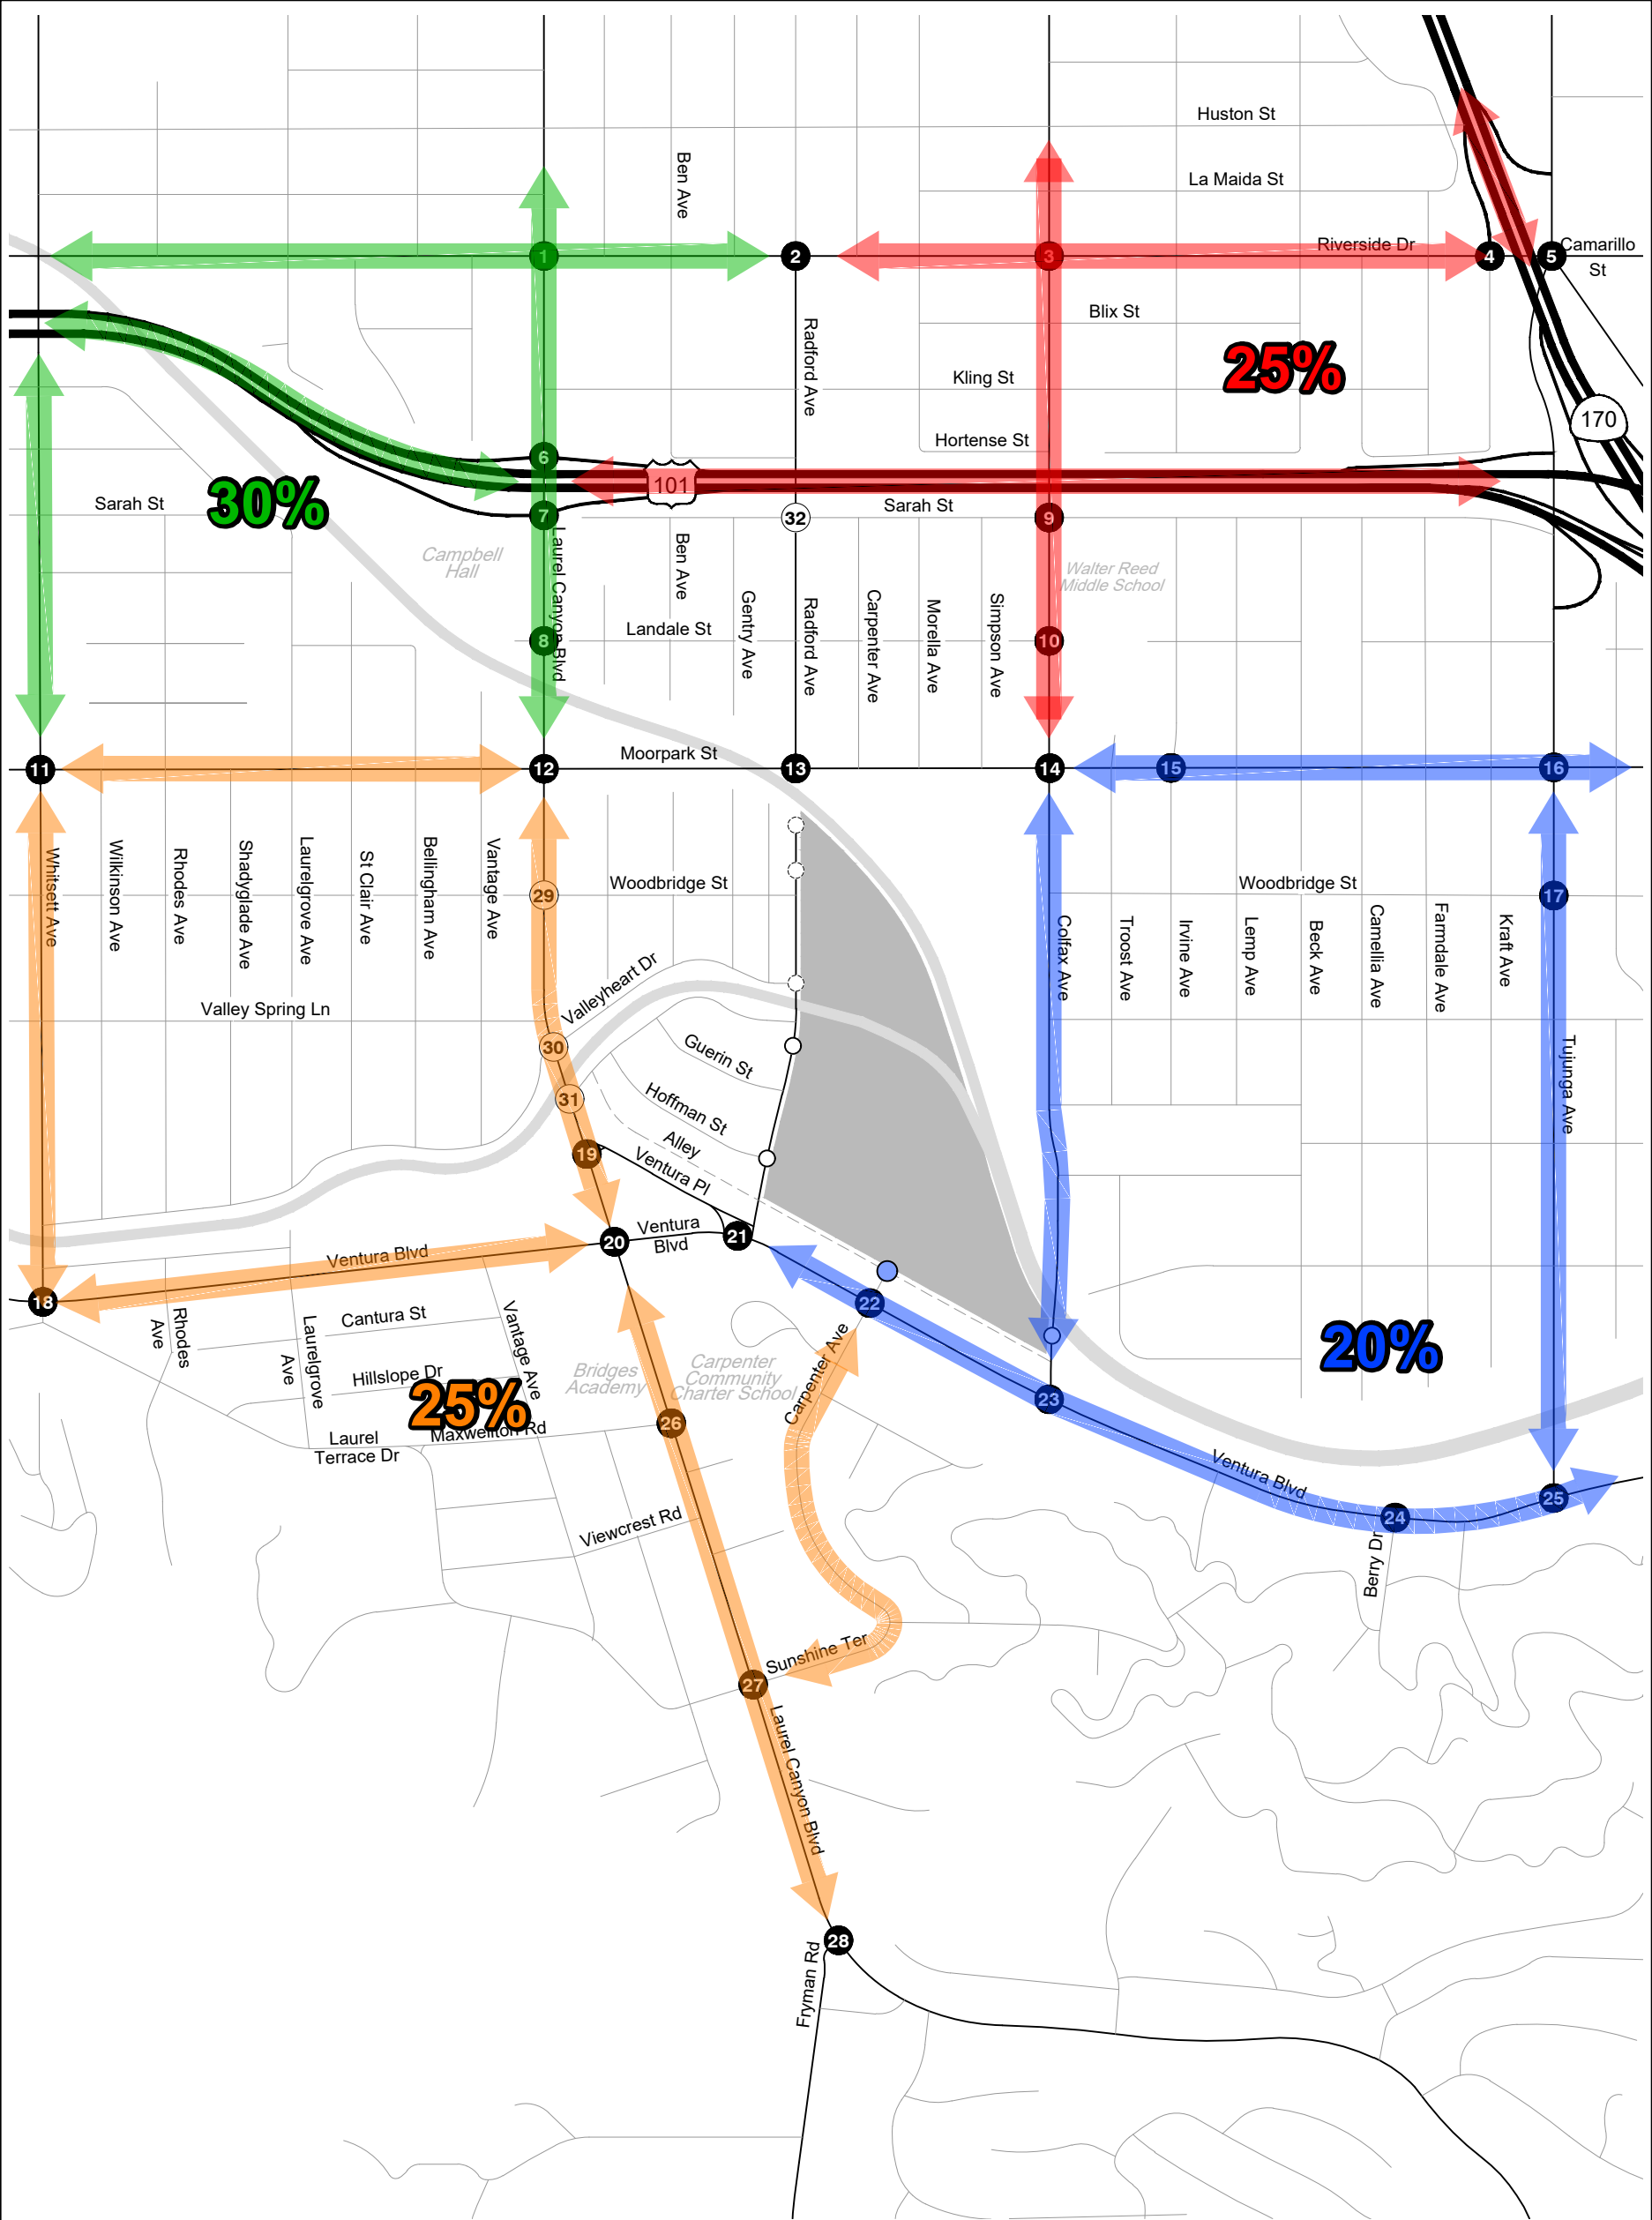 Huston St
Ben Ave
La Maida St
1
2
3
Riverside Dr
4
5
Camarillo
St
Blix St
Radford Ave
25%
Kling St
170
Hortense St
6
101
30%
Sarah St
7
32
Sarah St
9
Laurel Canyon Blvd
Campbell
Hall
Ben Ave
Walter Reed
Middle School
Gentry Ave
Radford Ave
Carpenter Ave
Morella Ave
Simpson Ave
8
Landale St
10
11
12
Moorpark St
13
14
15
16
Whitsett Ave
Wilkinson Ave
Rhodes Ave
Shadyglade Ave
Laurelgrove Ave
St Clair Ave
Bellingham Ave
Vantage Ave
29
Woodbridge St
Woodbridge St
17
Colfax Ave
Troost Ave
Irvine Ave
Lemp Ave
Beck Ave
Camellia Ave
Farmdale Ave
Kraft Ave
Valleyheart Dr
Valley Spring Ln
30
Guerin St
Tujunga Ave
31
Hoffman St
Alley
19
Ventura Pl
20
Ventura
Blvd
21
Ventura Blvd
18
22
Cantura St
Rhodes
Ave
Laurelgrove
Ave
Vantage Ave
20%
Carpenter Ave
Hillslope Dr
Bridges
Academy
Carpenter
Community
Charter School
25%
23
26
Maxwellton Rd
Laurel
Terrace Dr
Ventura Blvd
24
25
Viewcrest Rd
Berry Dr
Sunshine Ter
27
Laurel Canyon Blvd
28
Fryman Rd